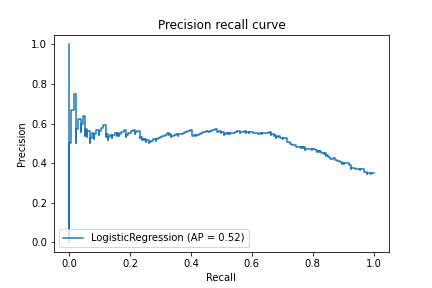 Precision recall curve
Precision
1.0
0.8
0.6
0.4
0.2
0.0
LogisticRegression (AP = 0.52)
0.0 0.2 0.4 0.6 0.8 1.0
Recall